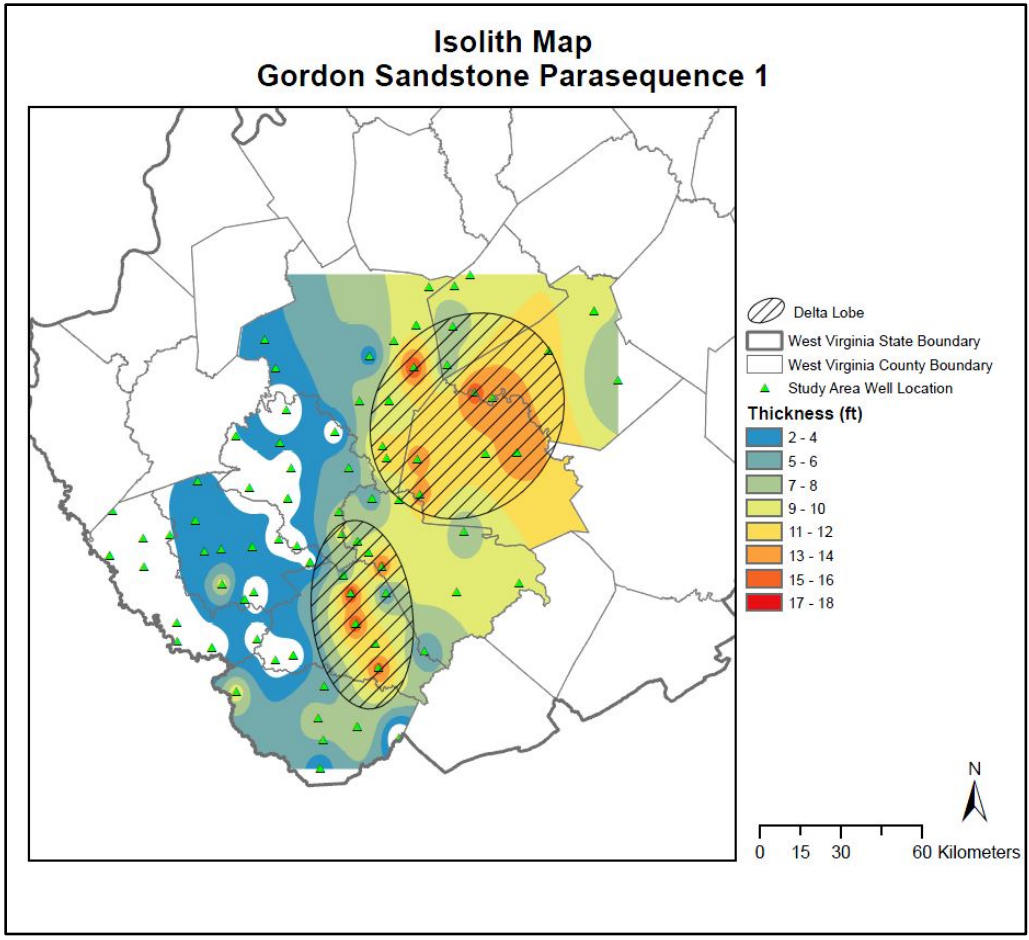 Isolith Map
Gordon Sandstone Parasequence 1
Delta Lobe
West Virginia State Boundary
West Virginia County Boundary
Study Area Well Location
Thickness (ft)
2 - 4
5 - 6
7 - 8
9 - 10
11 - 12
13 - 14
15 - 16
17 - 18
N
0 15 30 60 Kilometers